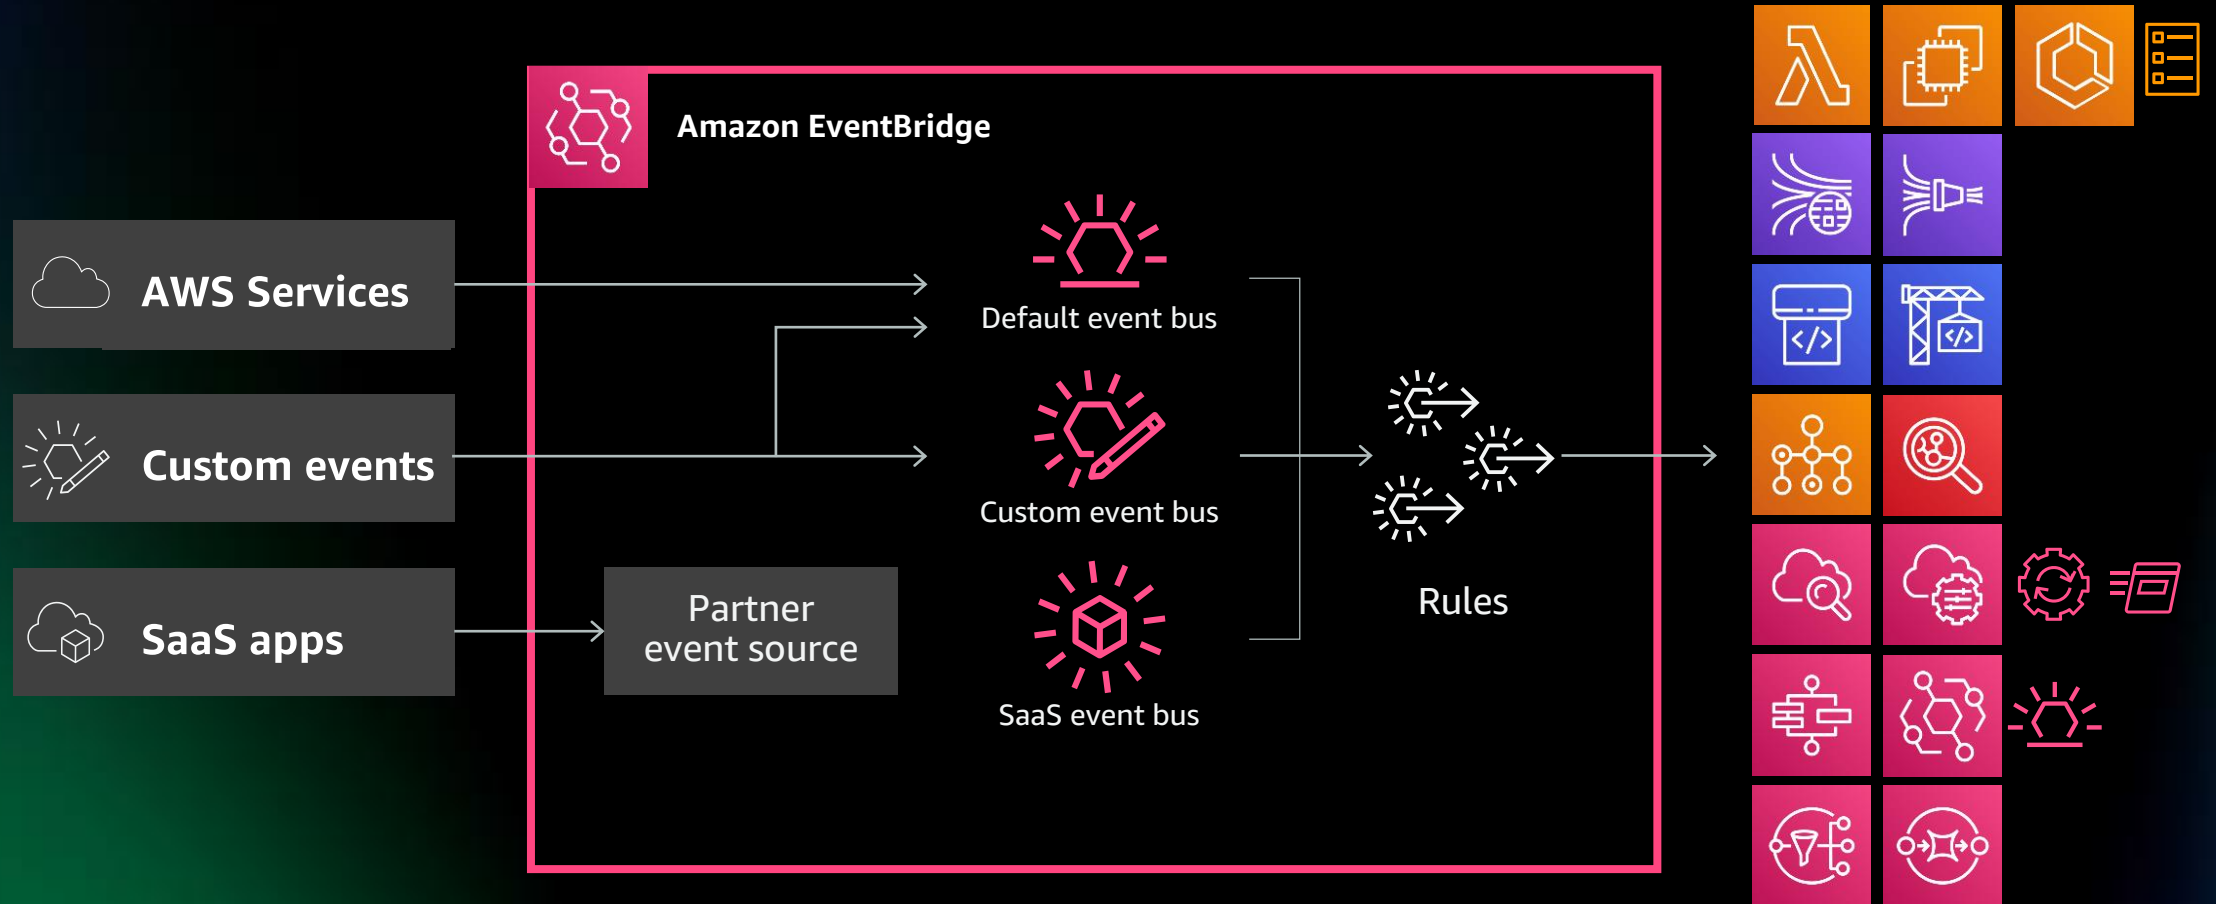 Amazon EventBridge
AWS Services
Default event bus
Custom events
Custom event bus
SaaS apps
Partner
event source
SaaS event bus
Rules
</>
</>